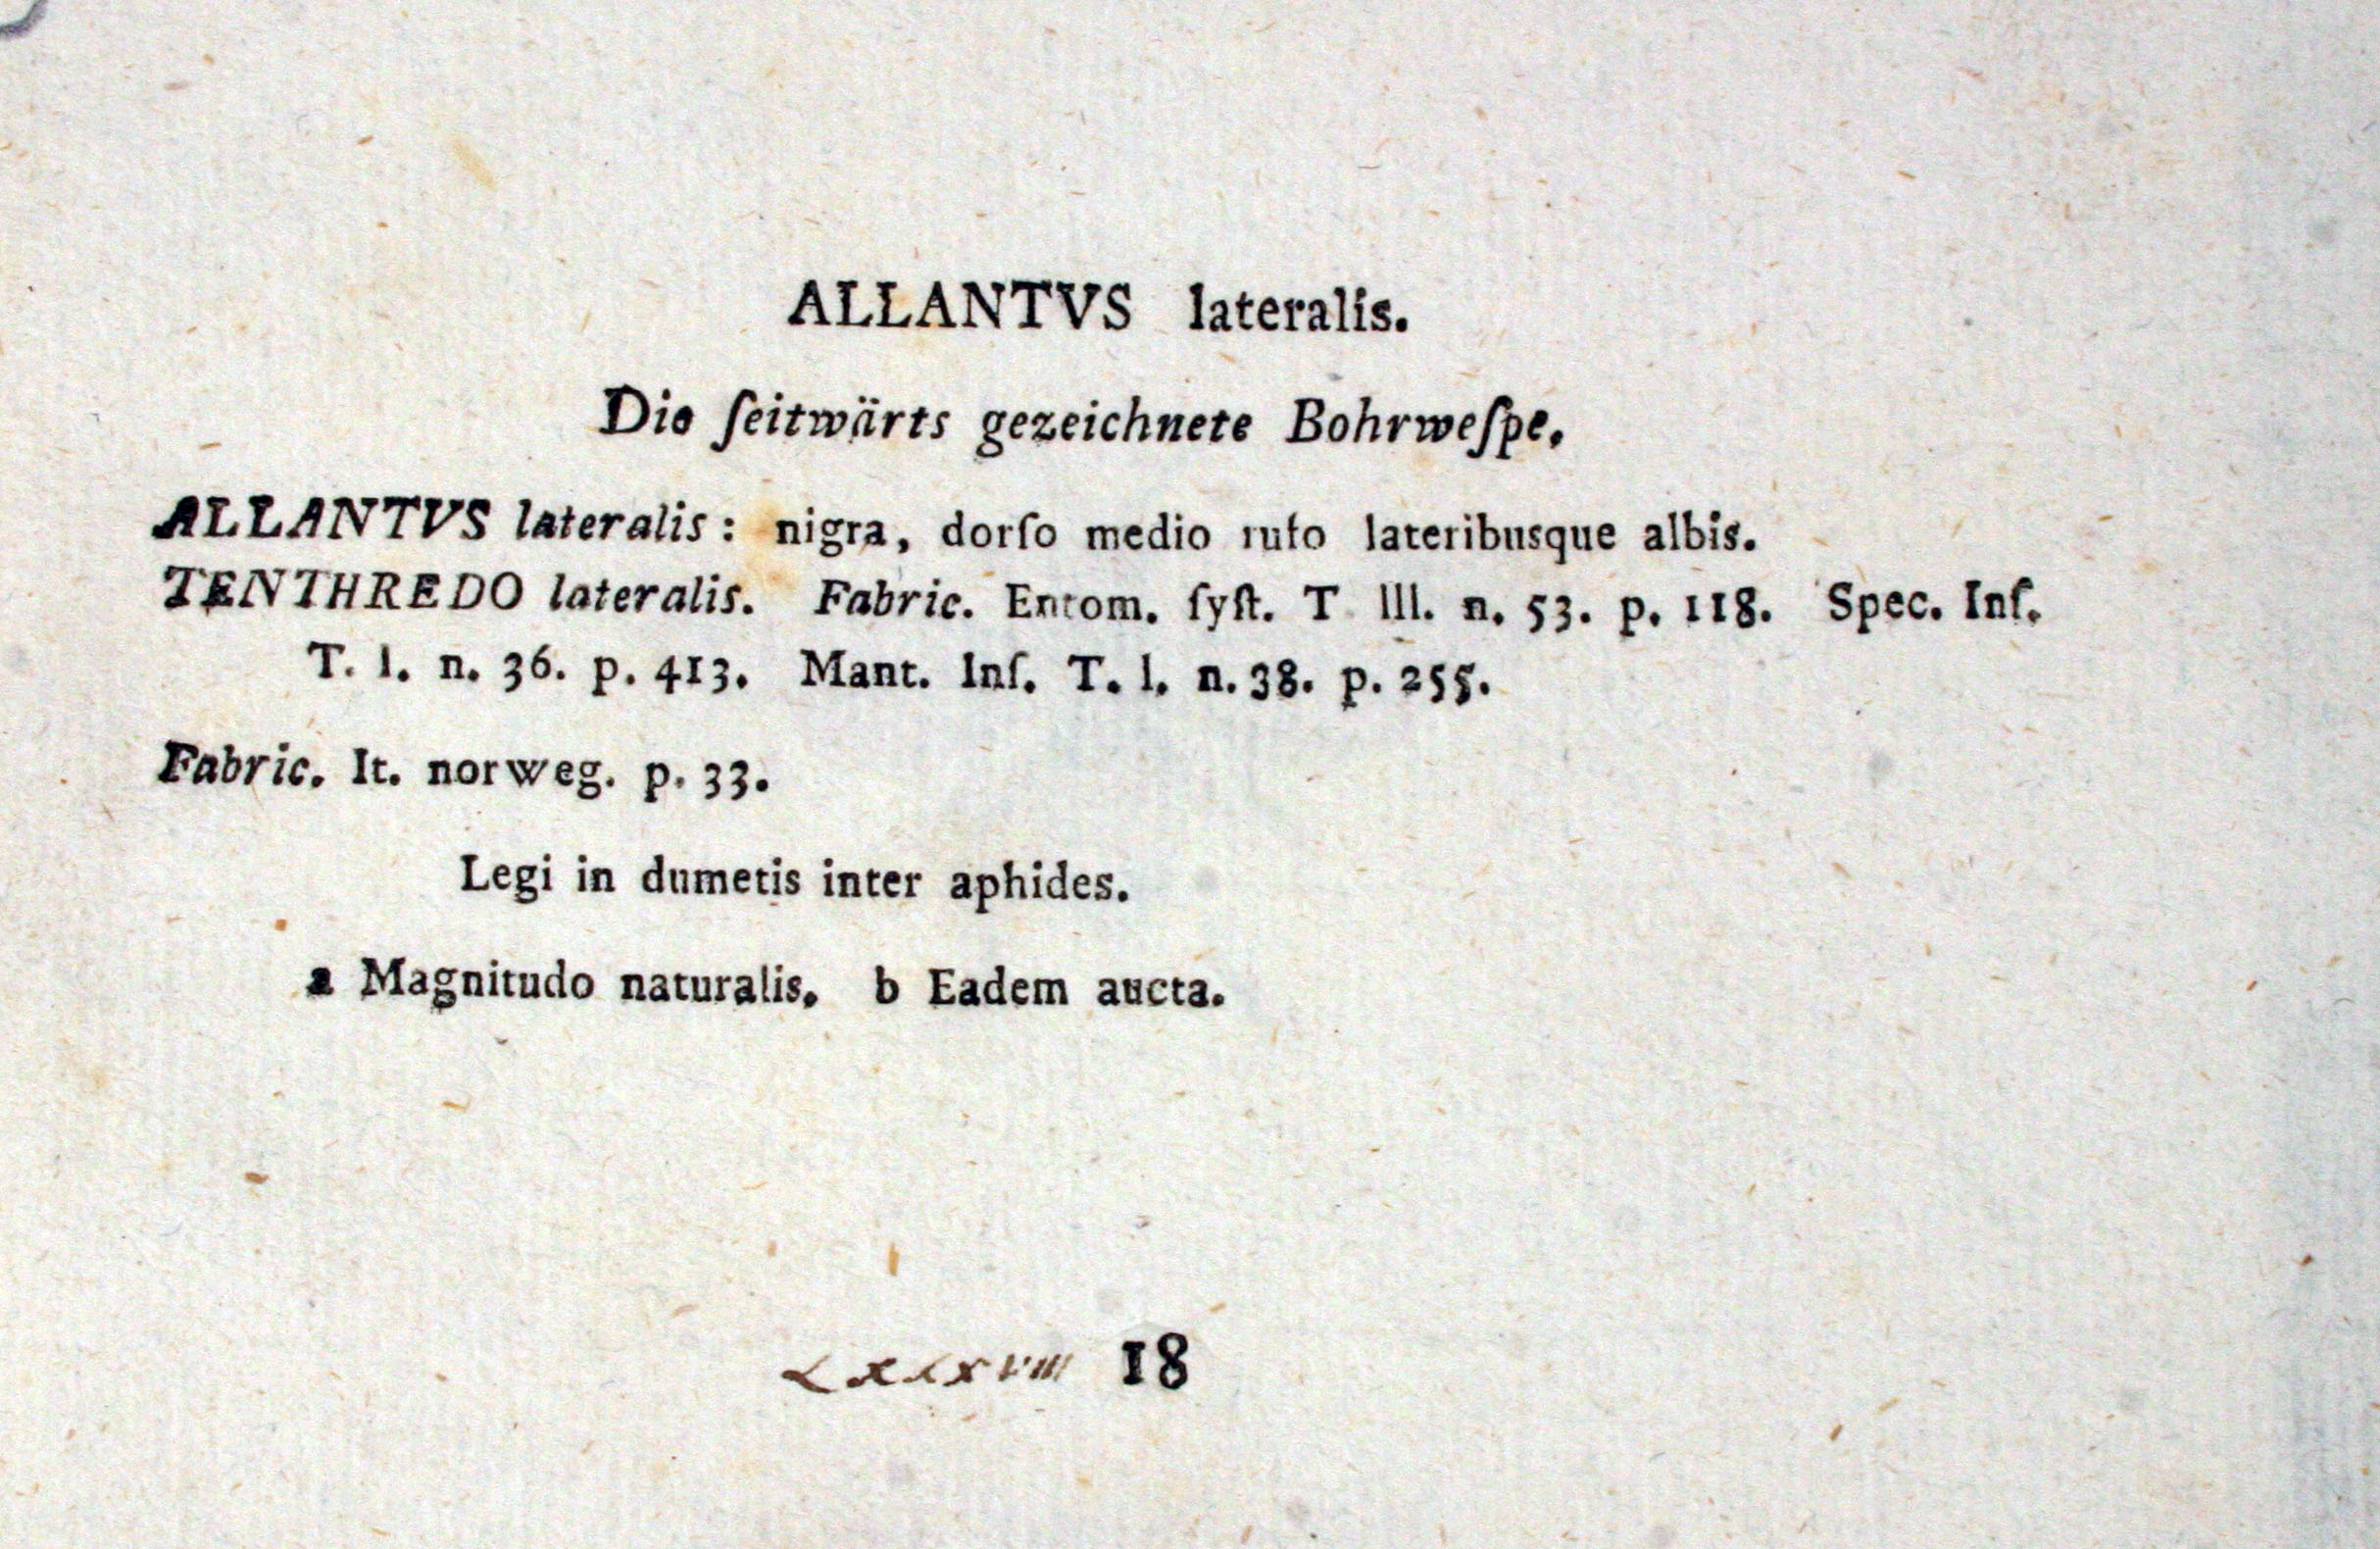 ALLANTVS lateralis.
Die ſeitwärts gezeichnete Bohrweſpe.
ALLANTVS lateralis: nigra, dorſo medio rufo lateribusque albis.
TENTHREDO lateralis. Fabric. Entom. ſyſt. T III. n. 53. p. 118. Spec. Inſ.
T. I. n. 36. p. 413. Mant. Inſ. T. I. n. 38. p. 255.
Fabric. It. norweg. p. 33.
Legi in dumetis inter aphides.
a Magnitudo naturalis. b Eadem aucta.
LXXXVIII 18